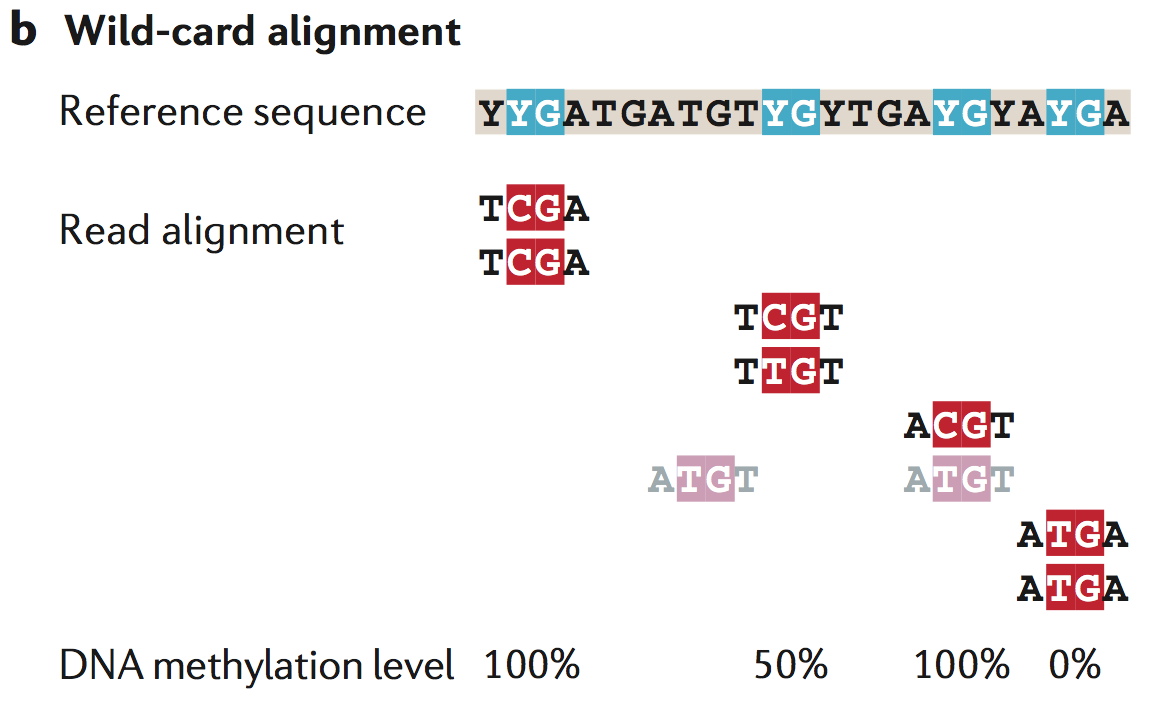 b Wild-card alignment
Reference sequence YYGATGATGTYGYTGAYGYAYGA
Read alignment
TCGA
TCGA
TCGT
TTGT
ACGT
ATGT ATGT
ATGA
ATGA
DNA methylation level 100% 50% 100% 0%